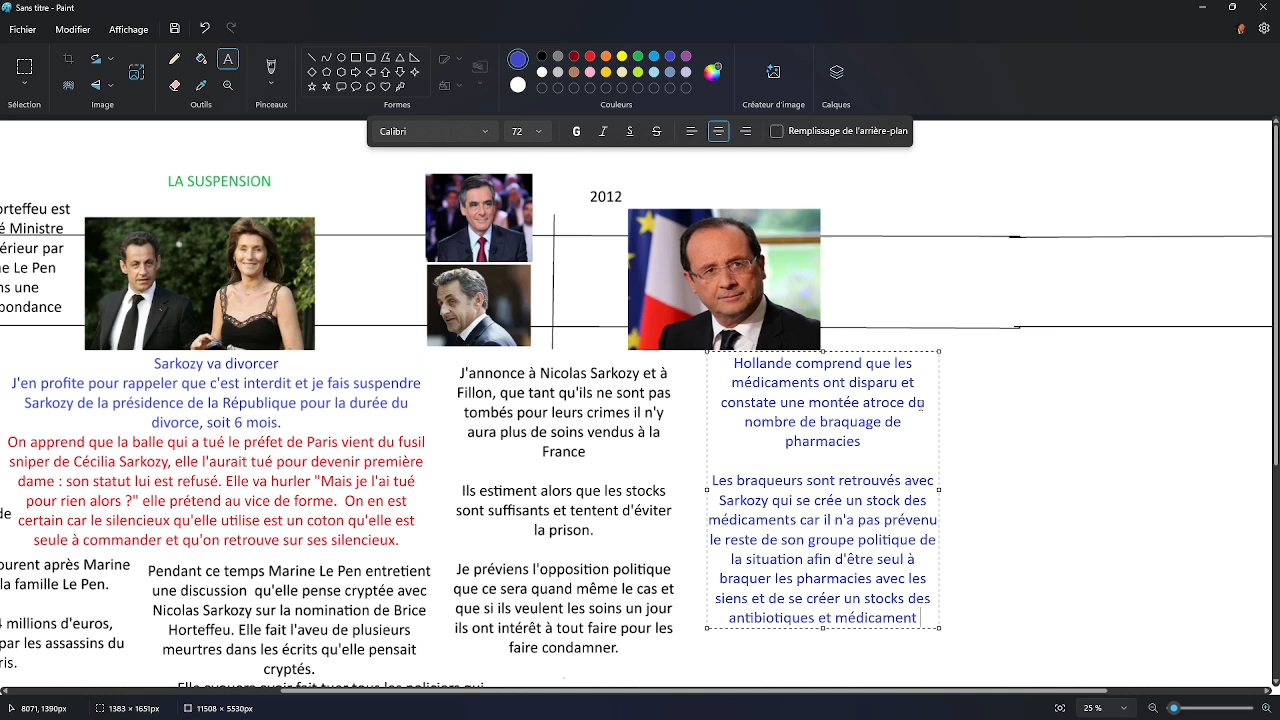 Sans titre - Paint
Fichier Modifier Affichage
Sélection Image Outils Pinceaux Formes Couleurs Créateur d'image Calques
Calibri 72 G I S S Remplissage de l'arrière-plan
LA SUSPENSION
2012
orteffeu est
é Ministre
érieur par
ne Le Pen
ns une
pondance
Sarkozy va divorcer
J'en profite pour rappeler que c'est interdit et je fais suspendre
Sarkozy de la présidence de la République pour la durée du
divorce, soit 6 mois.
On apprend que la balle qui a tué le préfet de Paris vient du fusil
sniper de Cécilia Sarkozy, elle l'aurait tué pour devenir première
dame : son statut lui est refusé. Elle va hurler "Mais je l'ai tué
pour rien alors ?" elle prétend au vice de forme.  On en est
certain car le silencieux qu'elle utilise est un coton qu'elle est
seule à commander et qu'on retrouve sur ses silencieux.
de
ourent après Marine
la famille Le Pen.
4 millions d'euros,
par les assassins du
ris.
Pendant ce temps Marine Le Pen entretient
une discussion  qu'elle pense cryptée avec
Nicolas Sarkozy sur la nomination de Brice
Horteffeu. Elle fait l'aveu de plusieurs
meurtres dans les écrits qu'elle pensait
cryptés.
Elle avouera avoir fait tuer tous les policiers qui
J'annonce à Nicolas Sarkozy et à
Fillon, que tant qu'ils ne sont pas
tombés pour leurs crimes il n'y
aura plus de soins vendus à la
France
Ils estiment alors que les stocks
sont suffisants et tentent d'éviter
la prison.
Je préviens l'opposition politique
que ce sera quand même le cas et
que si ils veulent les soins un jour
ils ont intérêt à tout faire pour les
faire condamner.
Hollande comprend que les
médicaments ont disparu et
constate une montée atroce du
nombre de braquage de
pharmacies
Les braqueurs sont retrouvés avec
Sarkozy qui se crée un stock des
médicaments car il n'a pas prévenu
le reste de son groupe politique de
la situation afin d'être seul à
braquer les pharmacies avec les
siens et de se créer un stocks des
antibiotiques et médicament
8071, 1390px 1383 × 1651px 11508 × 5530px 25 %